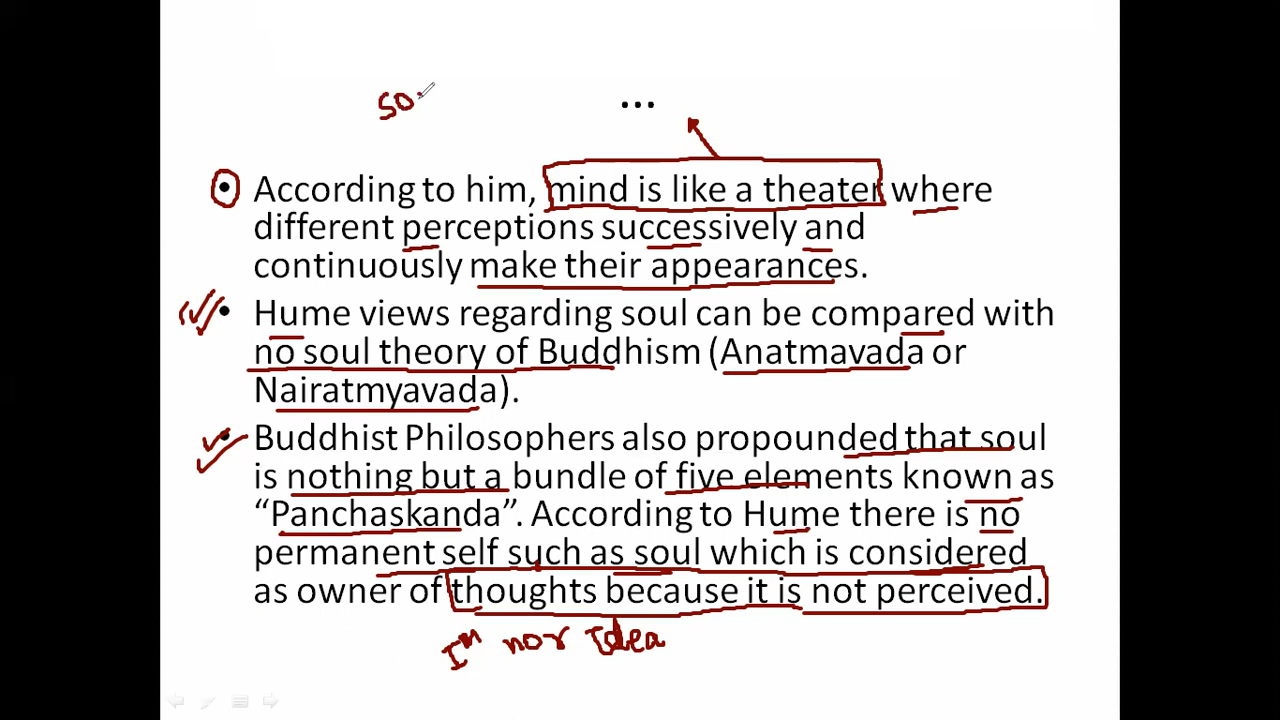 so
...
• According to him, mind is like a theater where
different perceptions successively and
continuously make their appearances.
• Hume views regarding soul can be compared with
no soul theory of Buddhism (Anatmavada or
Nairatmyavada).
• Buddhist Philosophers also propounded that soul
is nothing but a bundle of five elements known as
“Panchaskanda”. According to Hume there is no
permanent self such as soul which is considered
as owner of thoughts because it is not perceived.
Im nor Idea